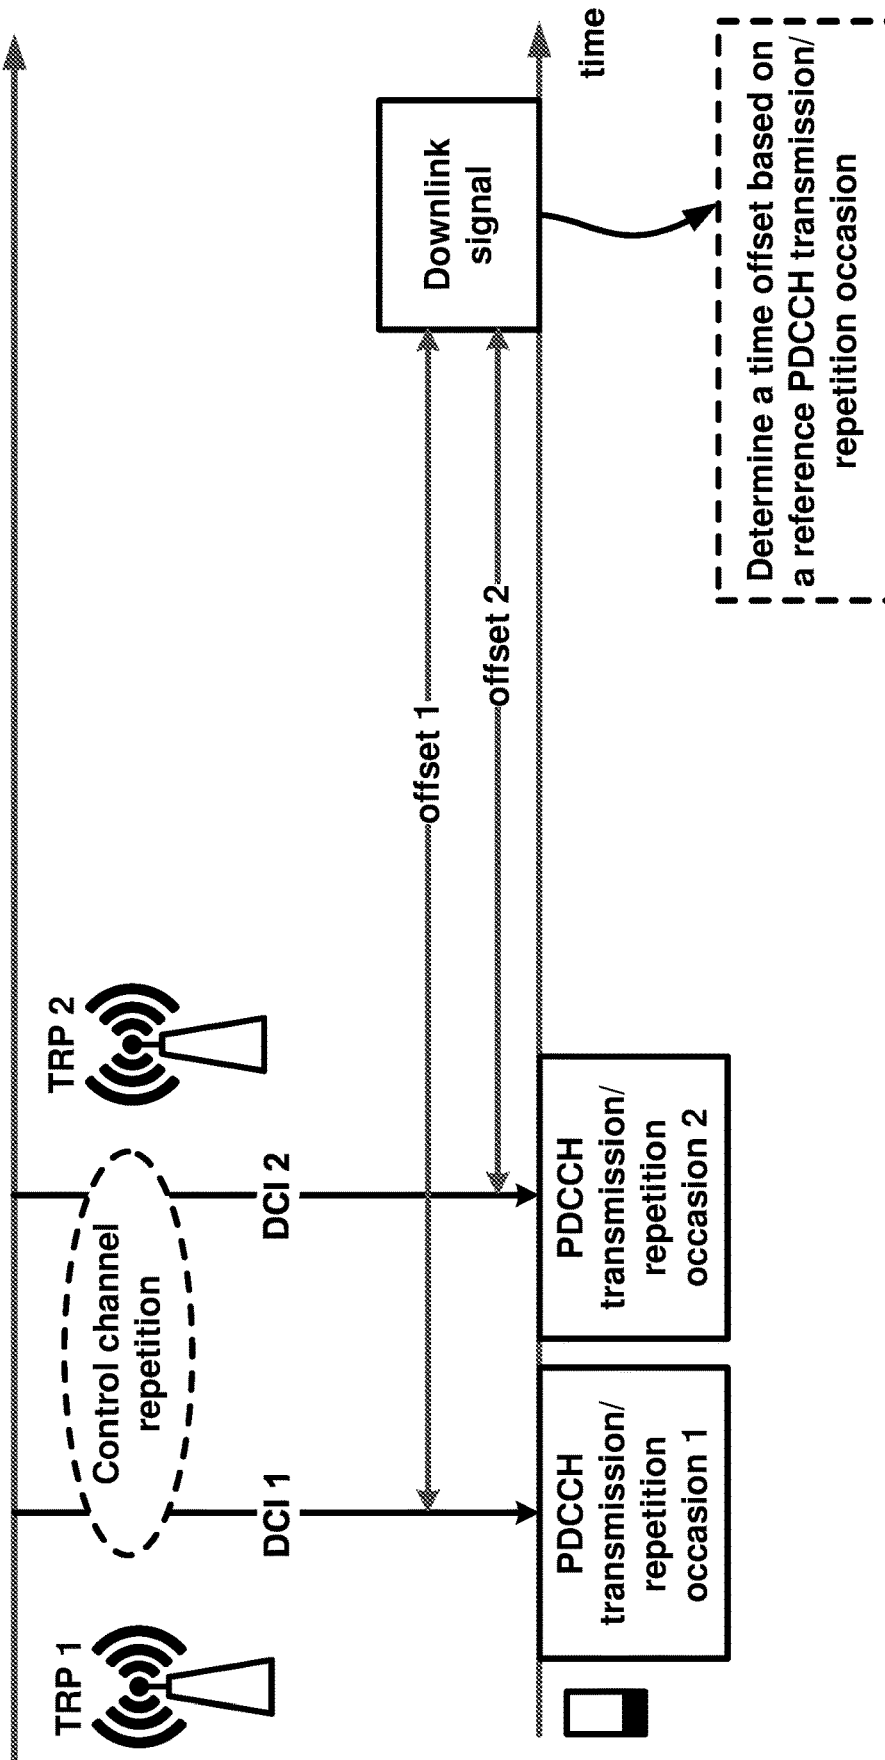 TRP 1
TRP 2
Control channel
repetition
DCI 1
DCI 2
offset 1
offset 2
Downlink
signal
time
PDCCH
transmission/
repetition
occasion 1
PDCCH
transmission/
repetition
occasion 2
Determine a time offset based on
a reference PDCCH transmission/
repetition occasion